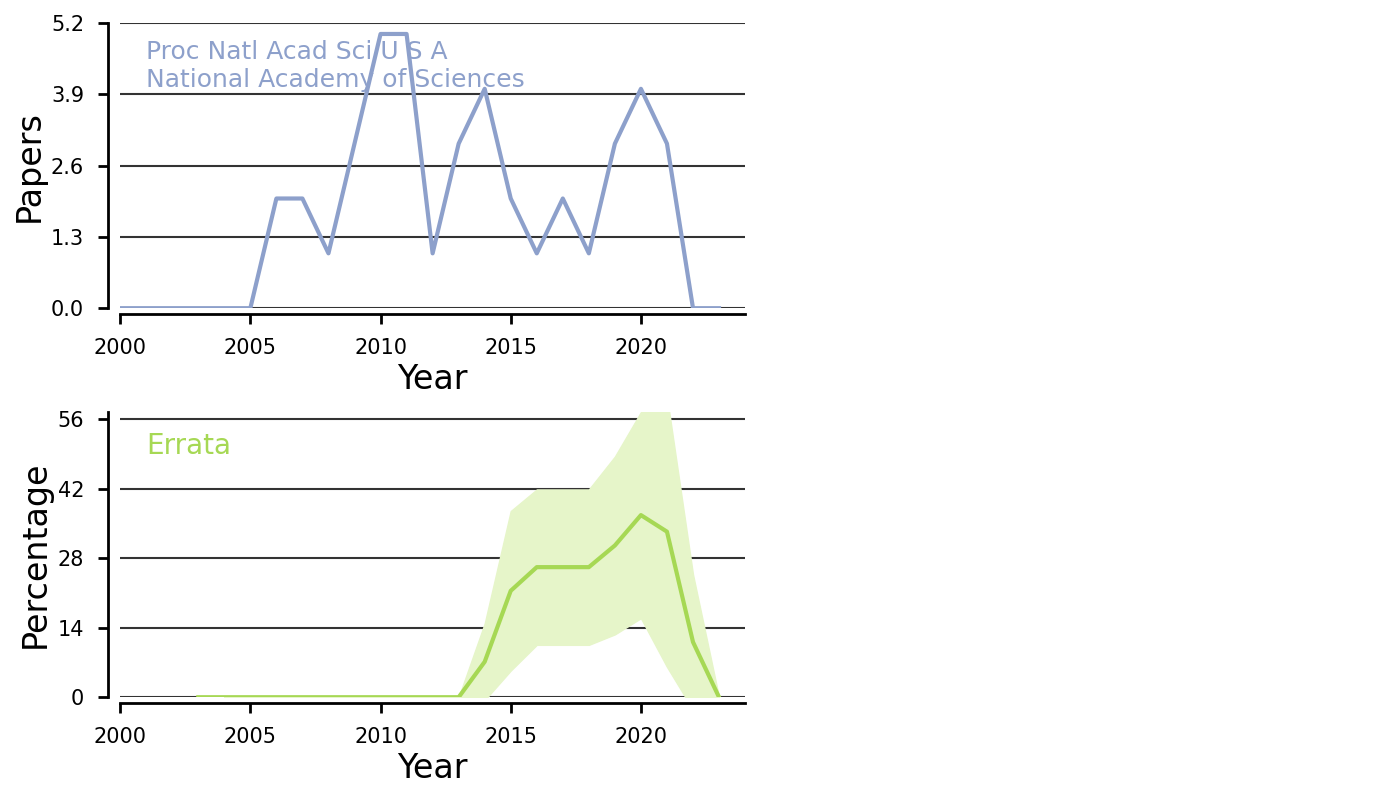 5.2
Proc Natl Acad Sci U S A
National Academy of Sciences
3.9
2.6
1.3
0.0
Papers
2000 2005 2010 2015 2020
Year
56
Errata
42
28
14
0
Percentage
2000 2005 2010 2015 2020
Year